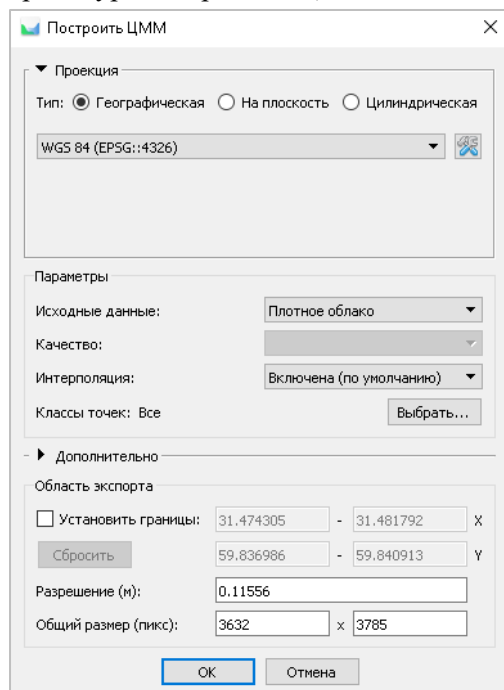 Построить ЦММ
Проекция
Тип: Географическая На плоскость Цилиндрическая
WGS 84 (EPSG::4326)
Параметры
Исходные данные: Плотное облако
Качество:
Интерполяция: Включена (по умолчанию)
Классы точек: Все Выбрать...
Дополнительно
Область экспорта
Установить границы: 31.474305 - 31.481792 X
Сбросить 59.836986 - 59.840913 Y
Разрешение (м): 0.11556
Общий размер (пикс): 3632 x 3785
OK Отмена